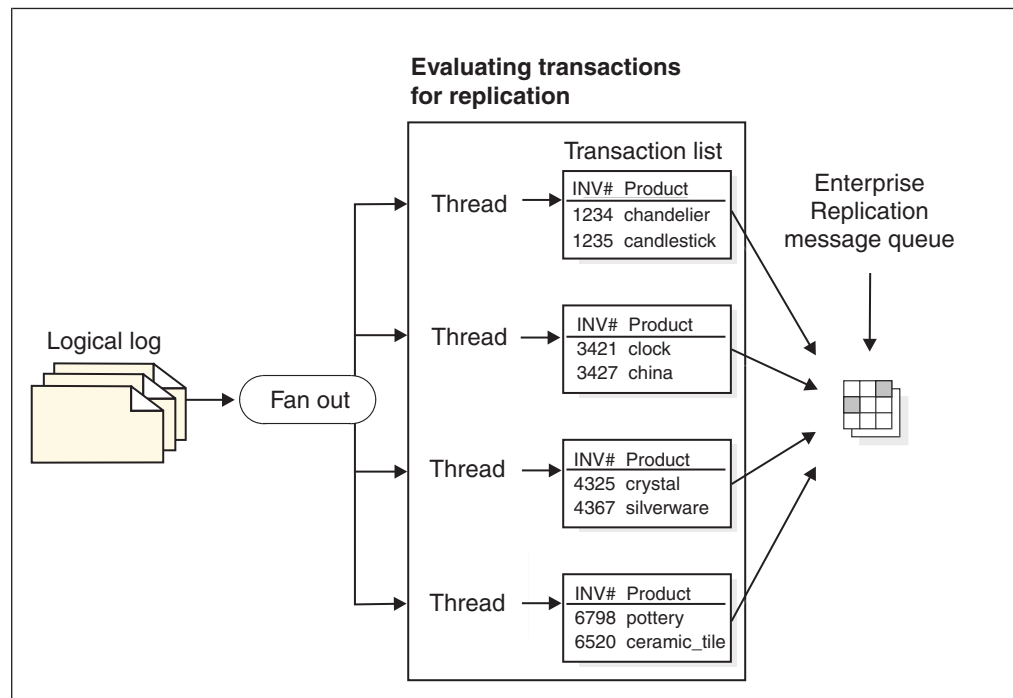 Evaluating transactions
for replication
Transaction list
Thread
INV# Product
1234 chandelier
1235 candlestick
Enterprise
Replication
message queue
Thread
INV# Product
3421 clock
3427 china
Logical log
Fan out
Thread
INV# Product
4325 crystal
4367 silverware
Thread
INV# Product
6798 pottery
6520 ceramic_tile